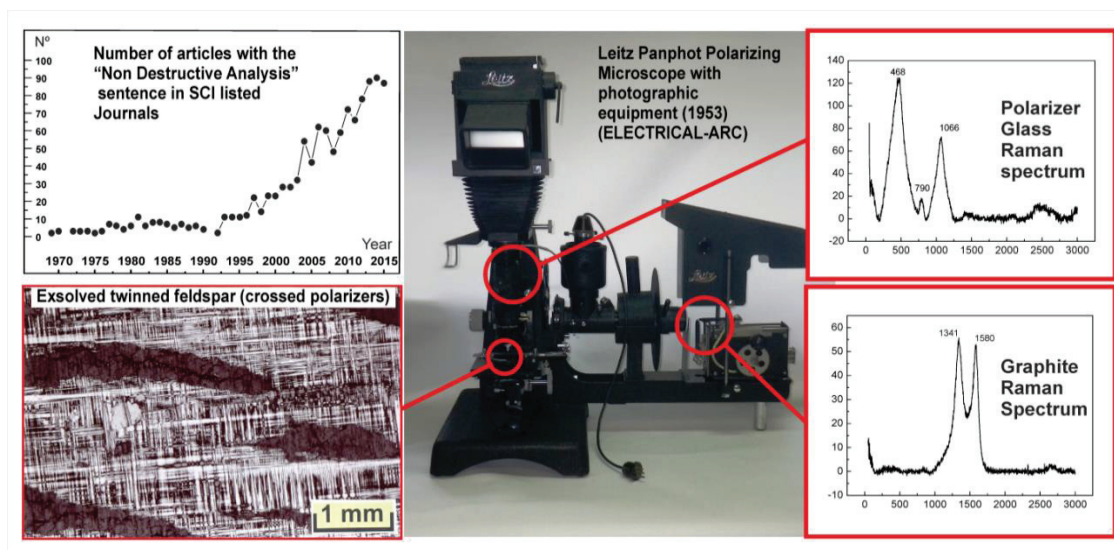 Nº
Number of articles with the
“Non Destructive Analysis”
sentence in SCI listed
Journals
100
90
80
70
60
50
40
30
20
10
0
Year
1970 1975 1980 1985 1990 1995 2000 2005 2010 2015
Exsolved twinned feldspar (crossed polarizers)
1 mm
Leitz
Leitz Panphot Polarizing
Microscope with
photographic
equipment (1953)
(ELECTRICAL-ARC)
Leitz
140
120
100
80
60
40
20
0
-20
468
790
1066
Polarizer
Glass
Raman
spectrum
0 500 1000 1500 2000 2500 3000
60
50
40
30
20
10
0
-10
1341
1580
Graphite
Raman
Spectrum
0 500 1000 1500 2000 2500 3000